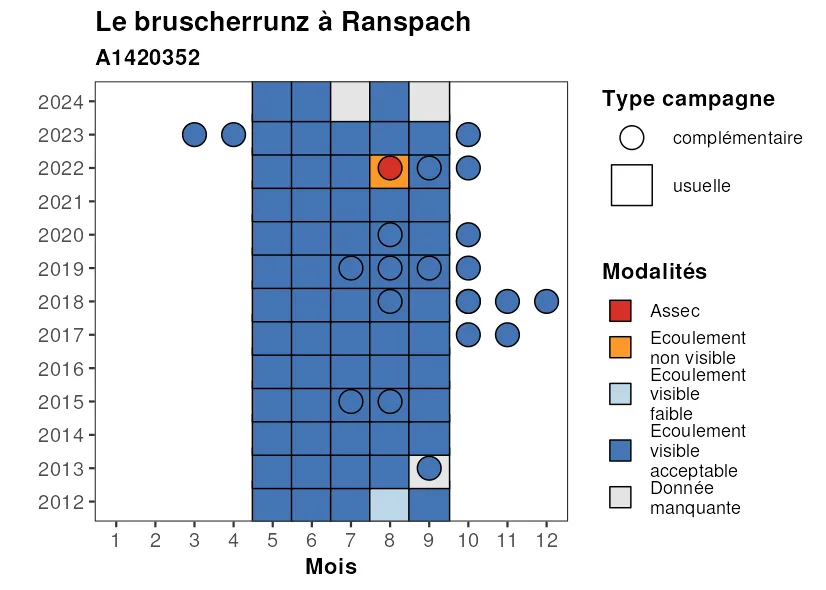 Le bruscherrunz à Ranspach
A1420352
2024
2023
2022
2021
2020
2019
2018
2017
2016
2015
2014
2013
2012
1 2 3 4 5 6 7 8 9 10 11 12
Mois
Type campagne
complémentaire
usuelle
Modalités
Assec
Ecoulement
non visible
Ecoulement
visible
faible
Ecoulement
visible
acceptable
Donnée
manquante